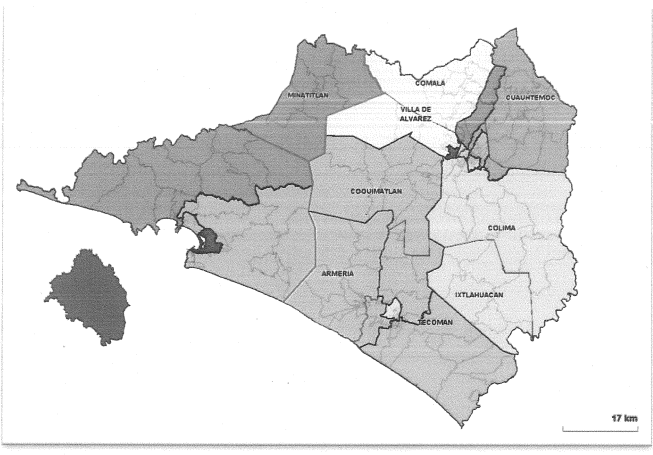 COMALA
MINATITLAN
CUAUHTEMOC
VILLA DE
ALVAREZ
COQUIMATLAN
COLIMA
ARMERIA
IXTLAHUACAN
TECOMAN
17 km